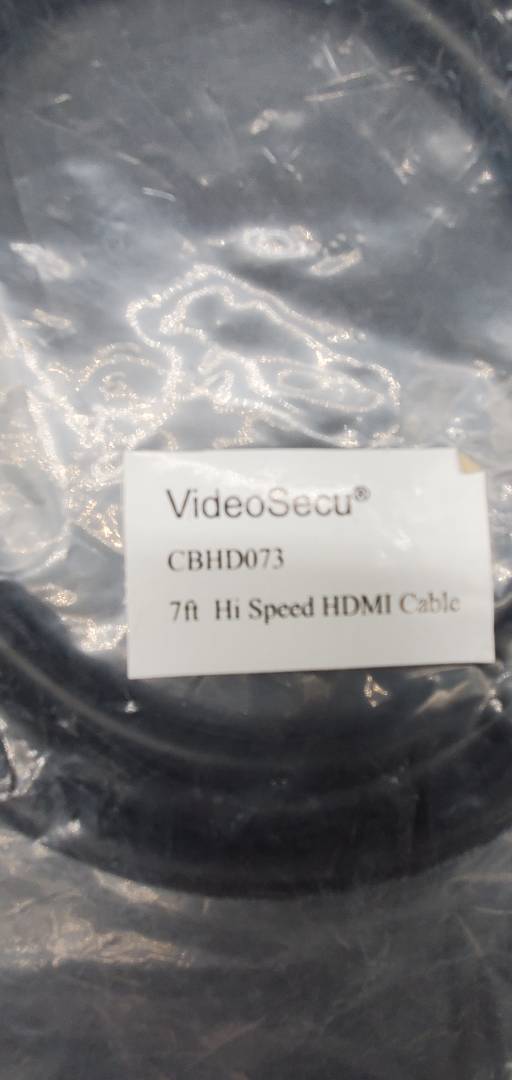 VideoSecu®
CBHD073
7ft Hi Speed HDMI Cable